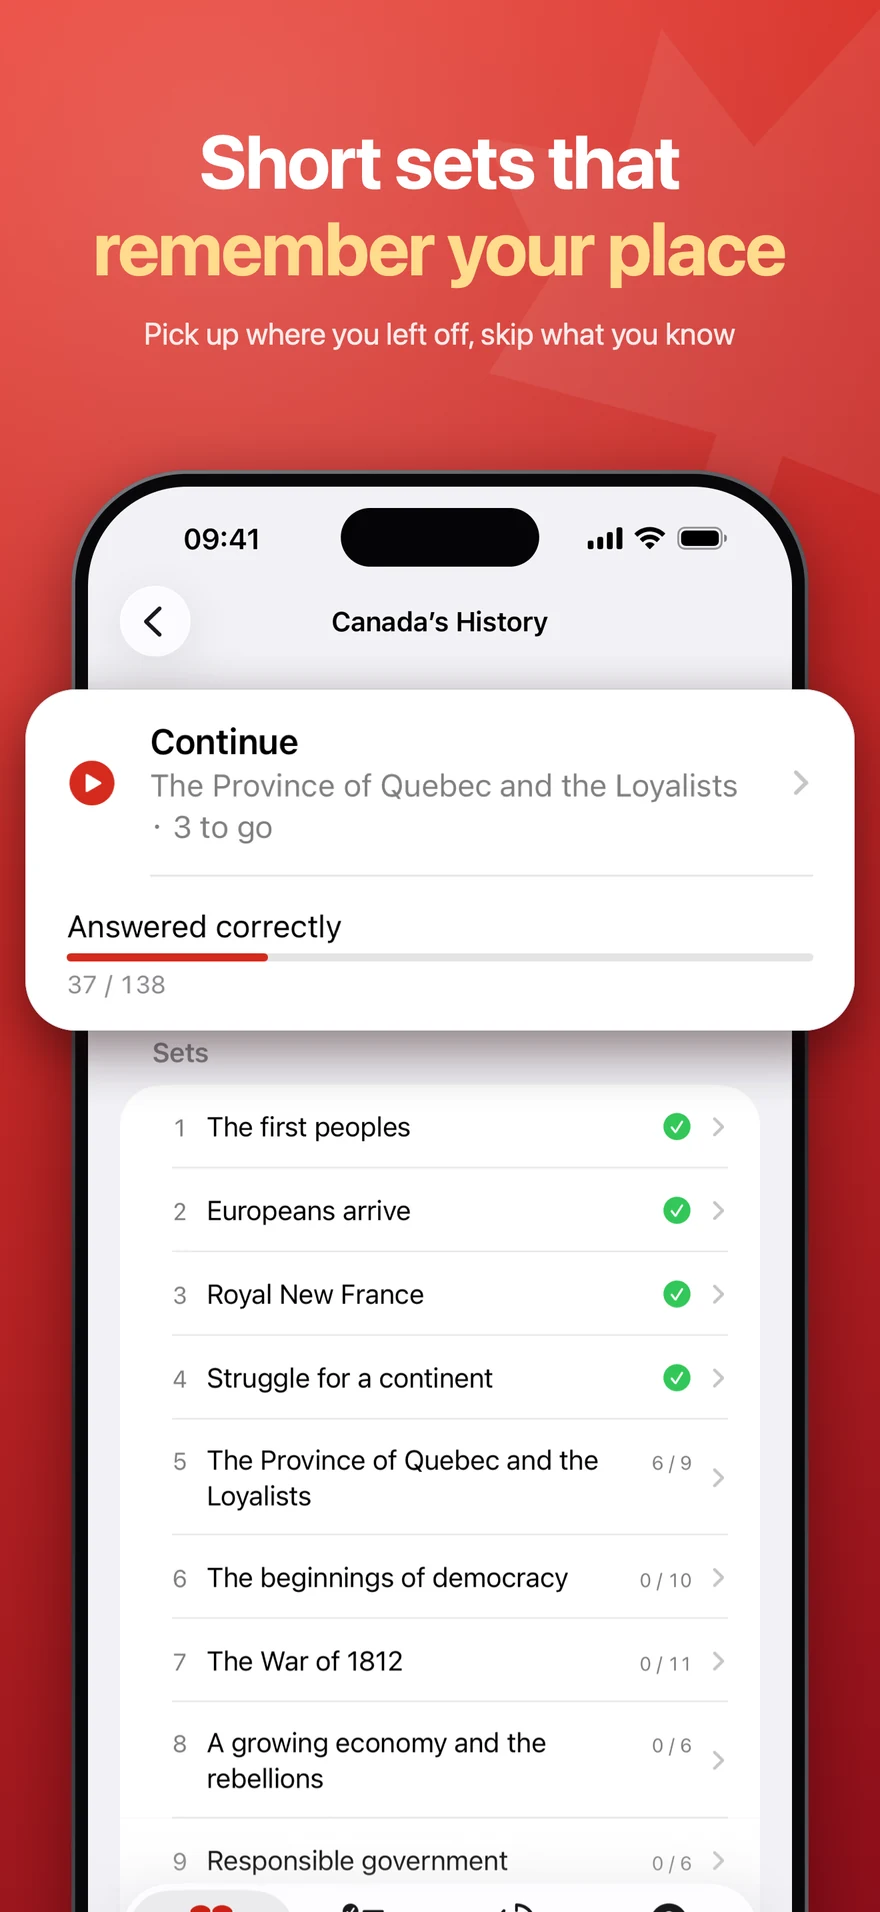 Short sets that
remember your place
Pick up where you left off, skip what you know
09:41
Canada’s History
Continue
The Province of Quebec and the Loyalists
· 3 to go
Answered correctly
37 / 138
Sets
1 The first peoples
2 Europeans arrive
3 Royal New France
4 Struggle for a continent
5 The Province of Quebec and the 6 / 9
Loyalists
6 The beginnings of democracy 0 / 10
7 The War of 1812 0 / 11
8 A growing economy and the 0 / 6
rebellions
9 Responsible government 0 / 6